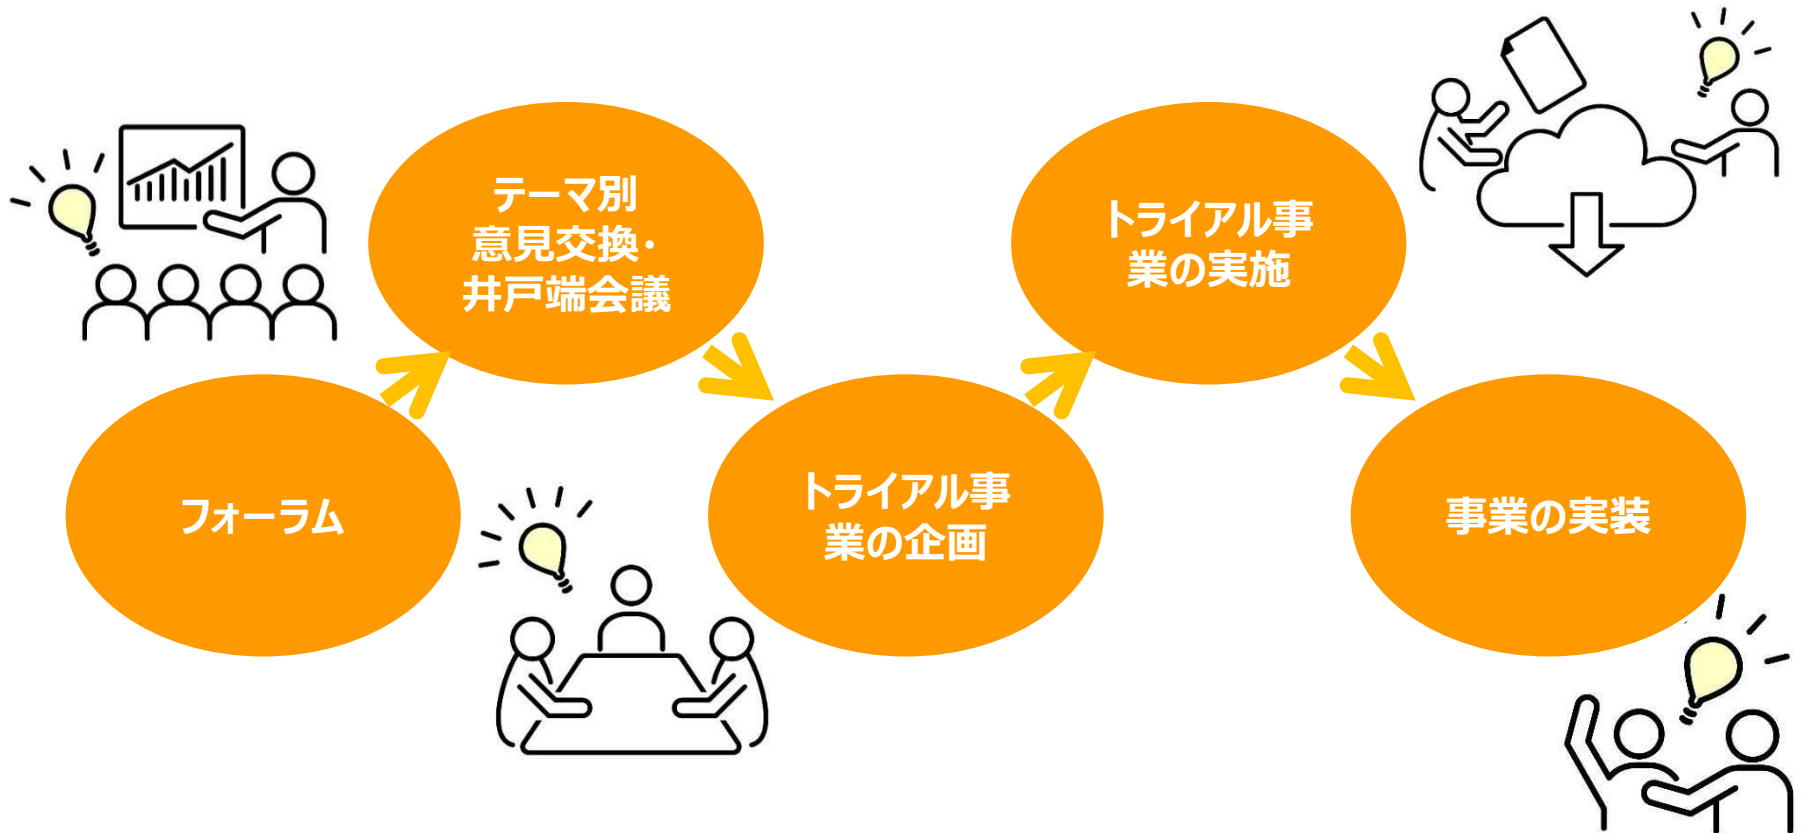 フォーラム
テーマ別
意見交換・
井戸端会議
トライアル事
業の企画
トライアル事
業の実施
事業の実装